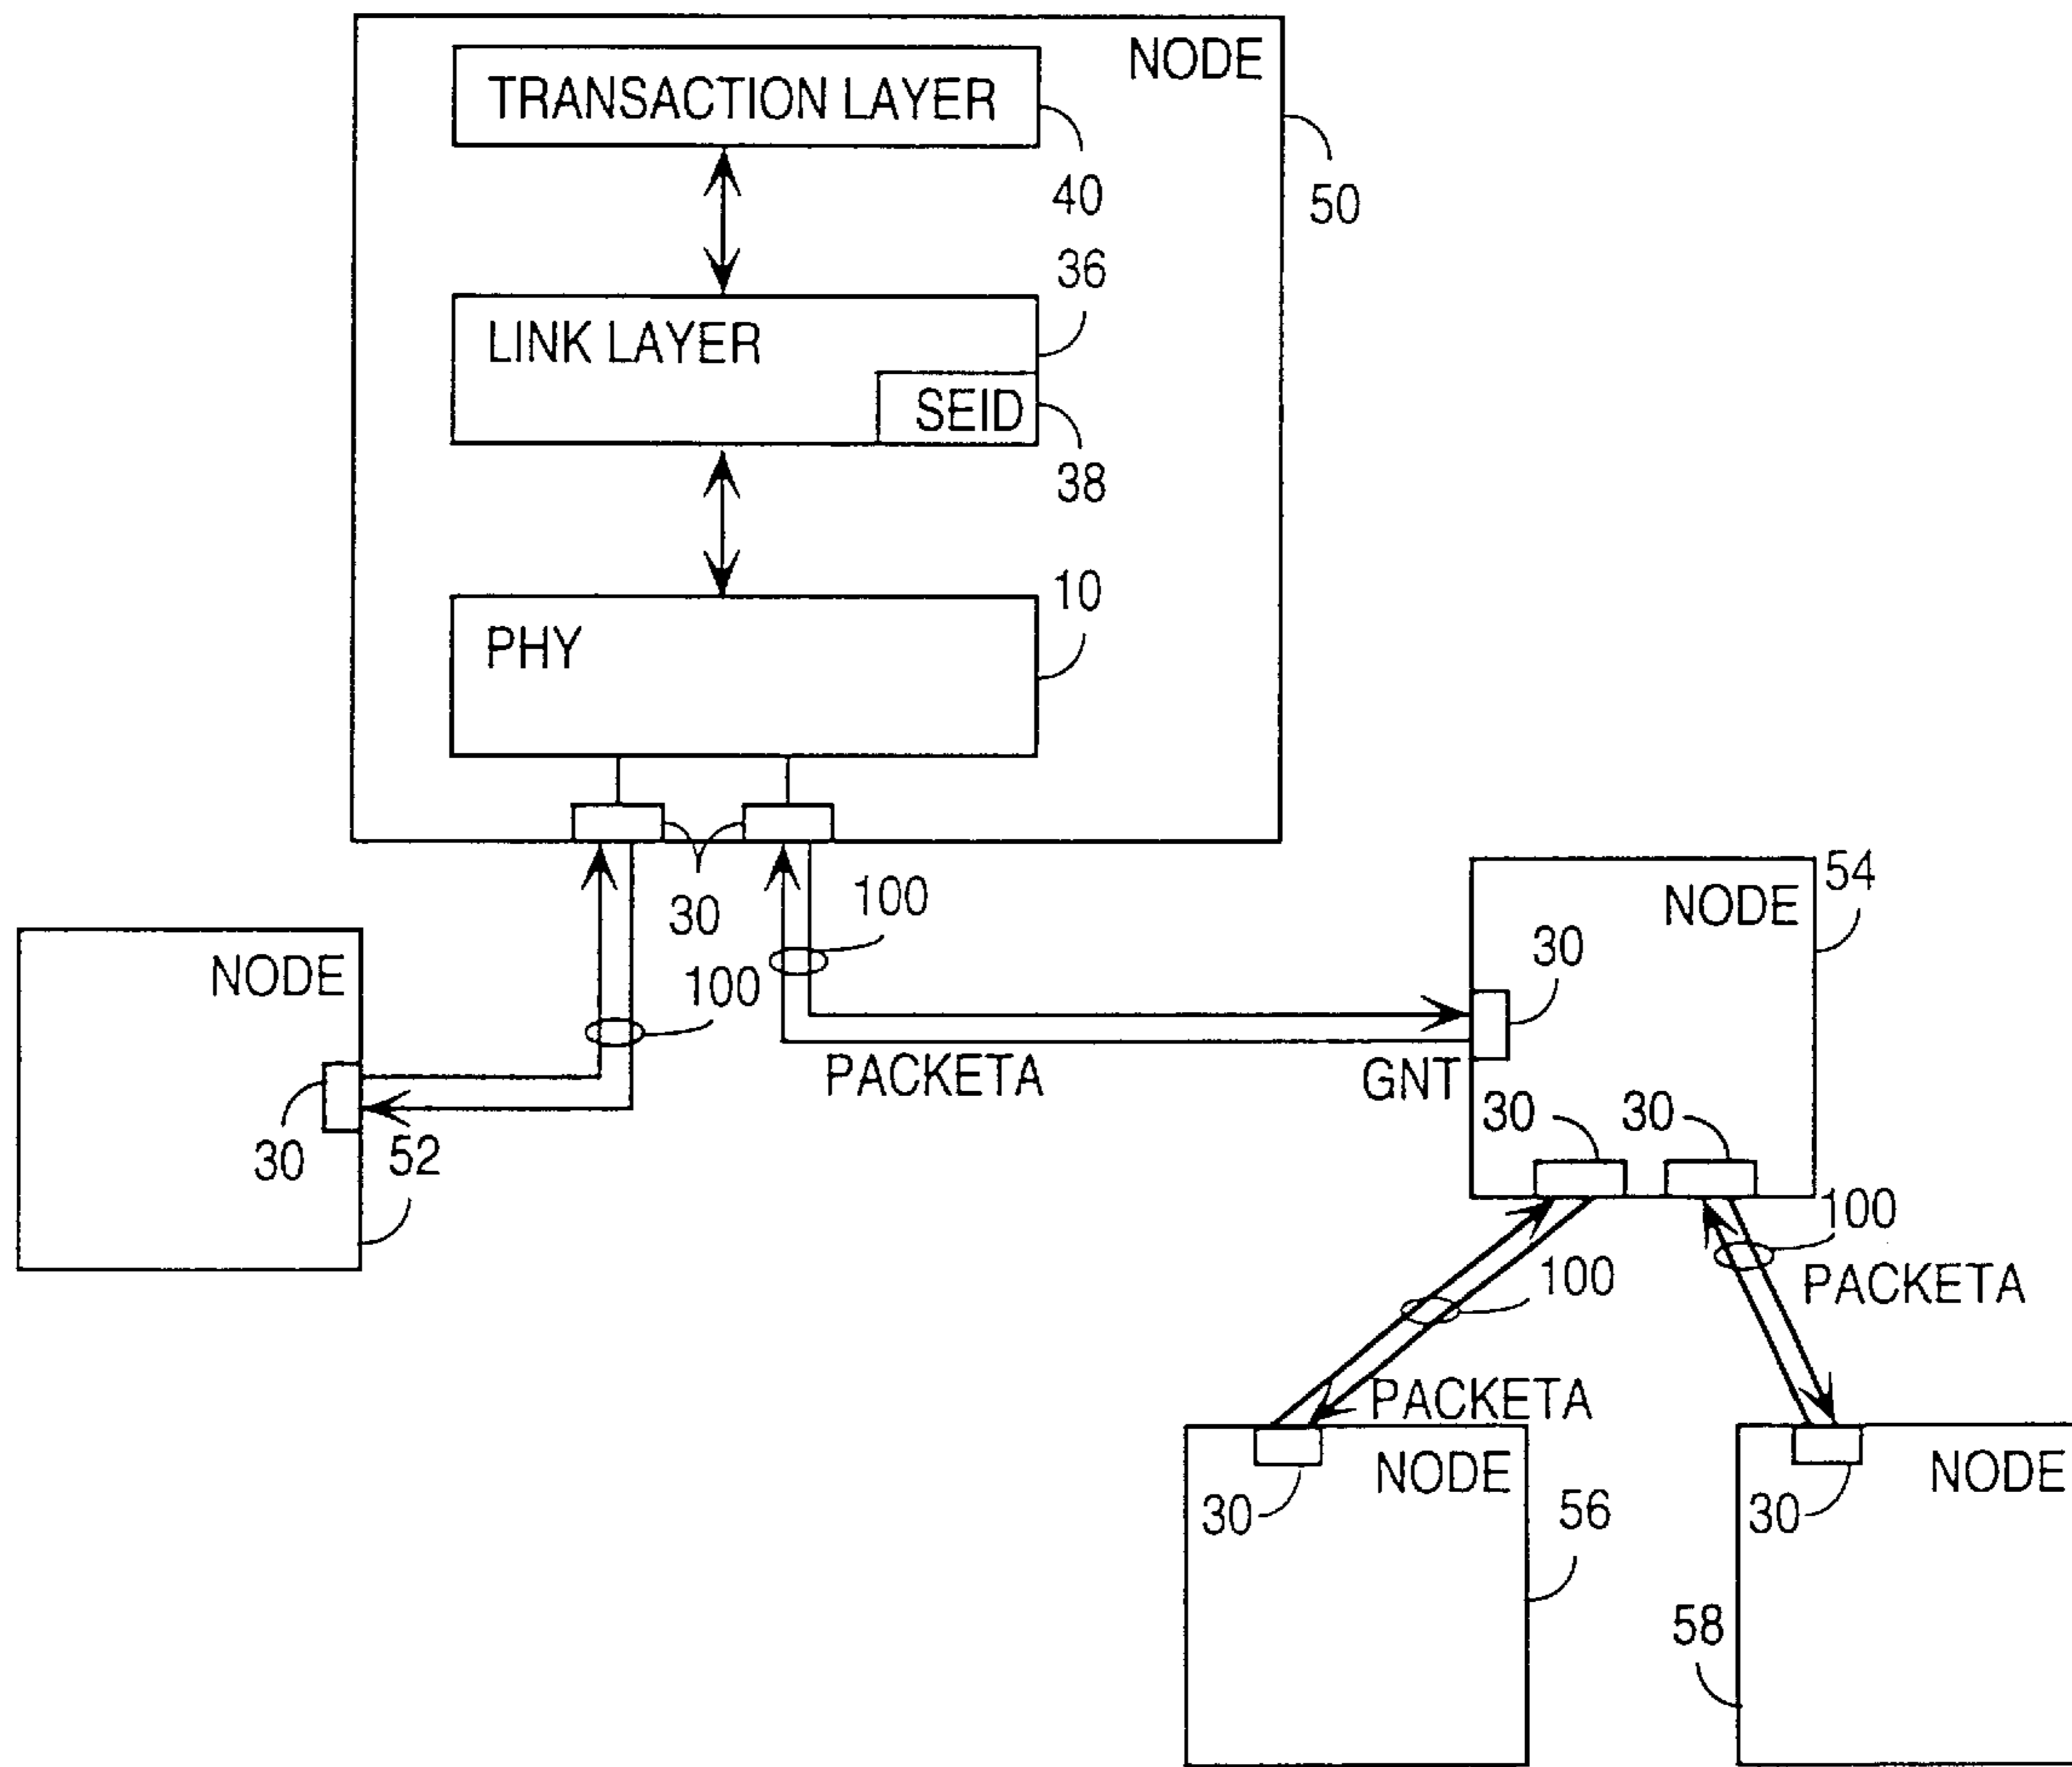 NODE
TRANSACTION LAYER
40
50
36
LINK LAYER
SEID
38
10
PHY
30
100
54
NODE
30
NODE
100
PACKETA
GNT
30
30
30
52
100
PACKETA
100
PACKETA
NODE
30
56
NODE
30
58